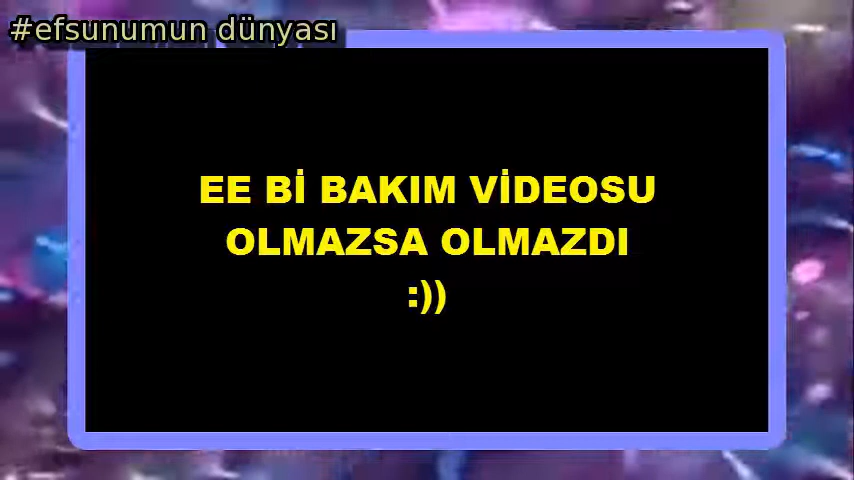 #efsunumun dünyası
EE Bİ BAKIM VİDEOSU
OLMAZSA OLMAZDI
:))